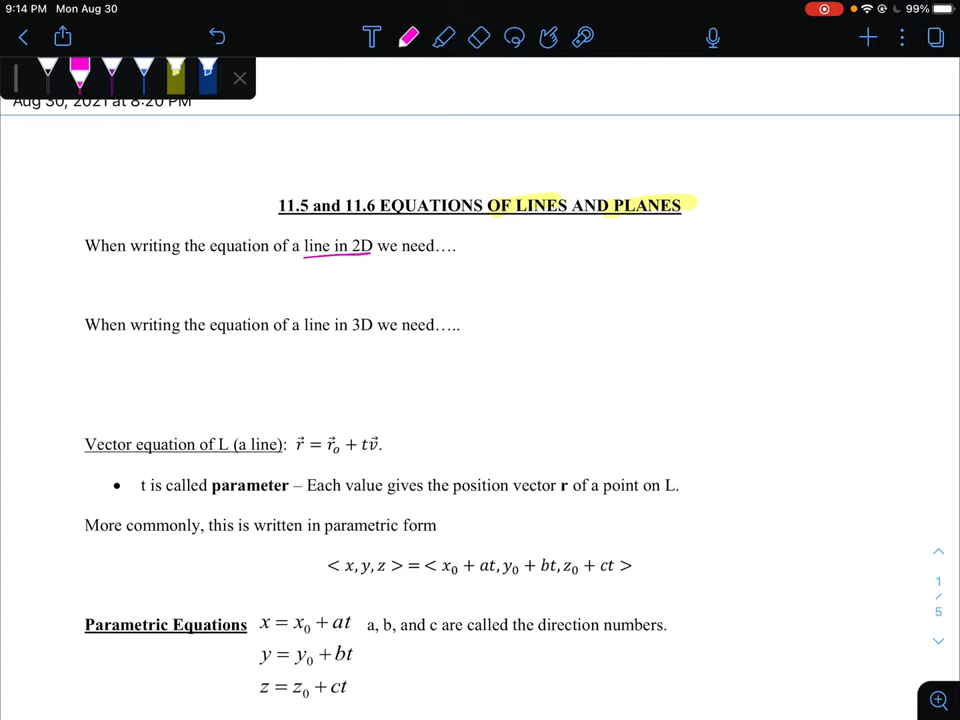 9:14 PM Mon Aug 30
99%
Aug 30, 2021 at 8:20 PM
11.5 and 11.6 EQUATIONS OF LINES AND PLANES
When writing the equation of a line in 2D we need….
When writing the equation of a line in 3D we need…..
Vector equation of L (a line): r⃗ = r⃗ₒ + tv⃗.
• t is called parameter – Each value gives the position vector r of a point on L.
More commonly, this is written in parametric form
< x, y, z > = < x₀ + at, y₀ + bt, z₀ + ct >
Parametric Equations x = x₀ + at a, b, and c are called the direction numbers.
y = y₀ + bt
z = z₀ + ct
1
/
5